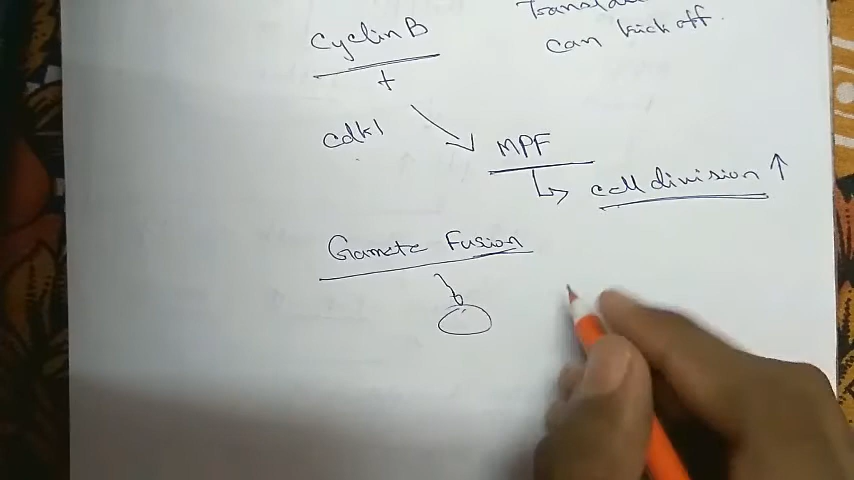 Cyclin B
can kick off.
+
cdk1
MPF
cell division ↑
Gamete Fusion